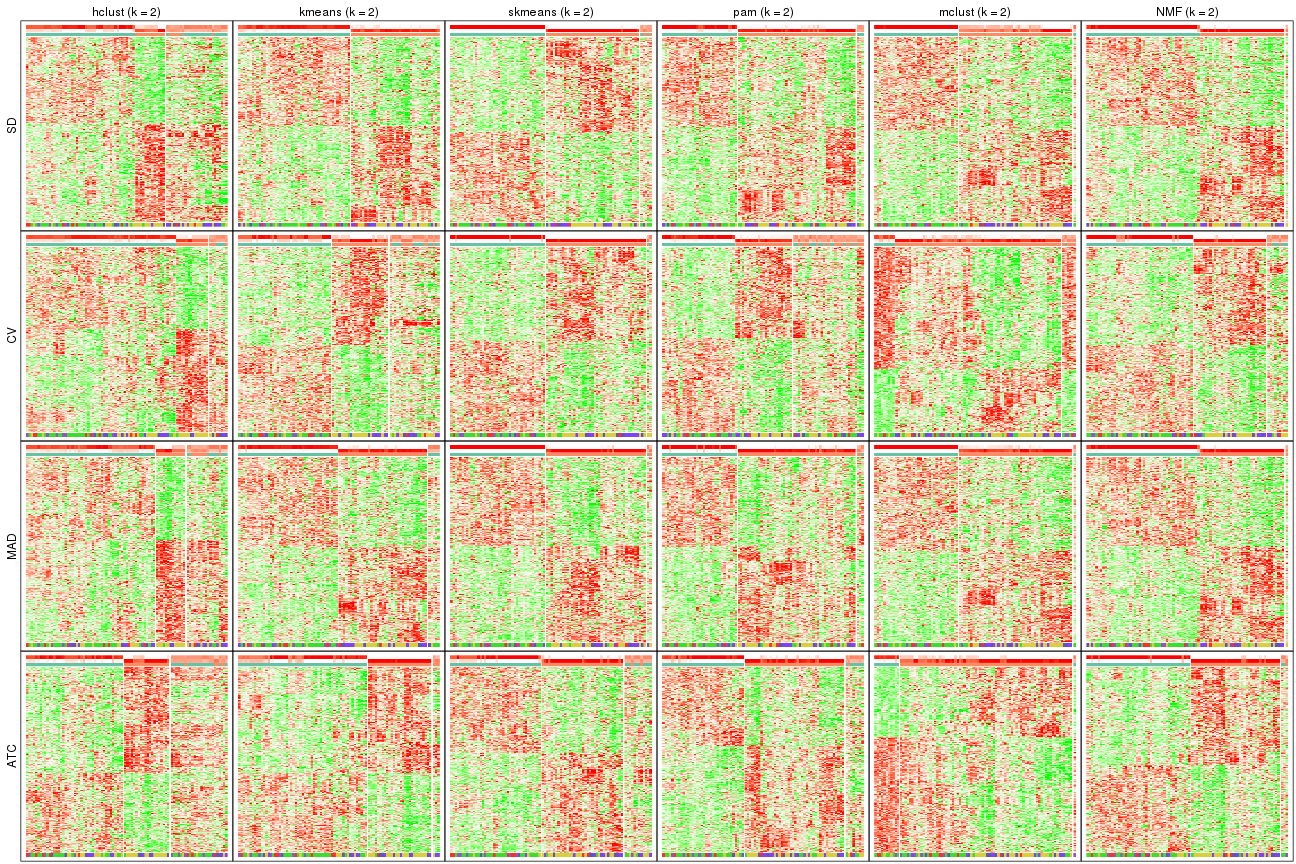 hclust (k = 2)
kmeans (k = 2)
skmeans (k = 2)
pam (k = 2)
mclust (k = 2)
NMF (k = 2)
SD
CV
MAD
ATC